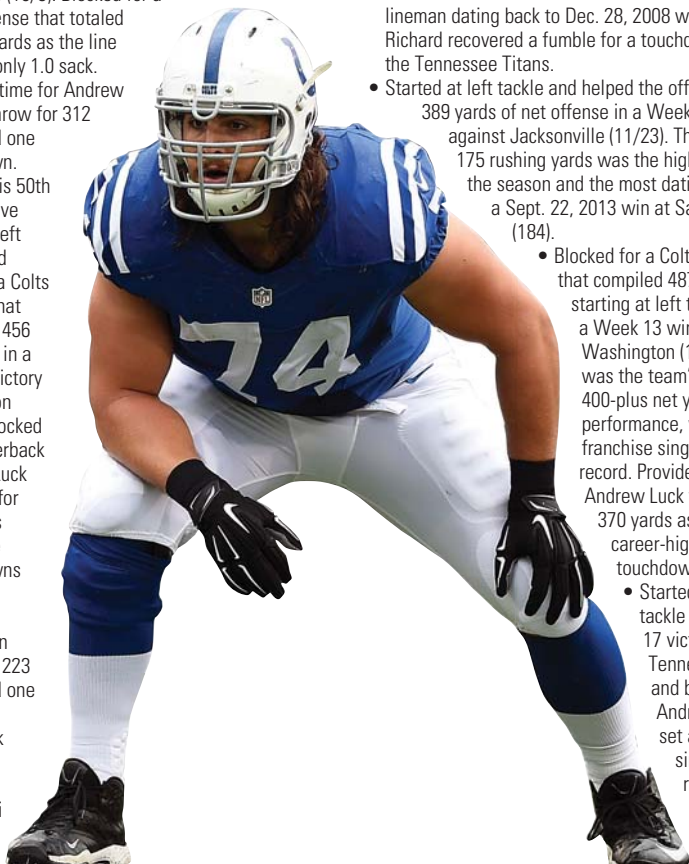 ense that totaled
ards as the line
only 1.0 sack.
time for Andrew
row for 312
one
n.
is 50th
ve
eft
d
a Colts
hat
456
in a
ictory
on
ocked
erback
uck
for
s
wns
n
223
one
k
i
COLTS
NFL
74
lineman dating back to Dec. 28, 2008 w
Richard recovered a fumble for a touchd
the Tennessee Titans.
• Started at left tackle and helped the off
389 yards of net offense in a Week
against Jacksonville (11/23). Th
175 rushing yards was the high
the season and the most dati
a Sept. 22, 2013 win at Sa
(184).
• Blocked for a Colt
that compiled 487
starting at left t
a Week 13 win
Washington (1
was the team'
400-plus net y
performance,
franchise sing
record. Provide
Andrew Luck
370 yards as
career-hig
touchdow
• Started
tackle
17 vict
Tenne
and b
Andr
set a
si
r